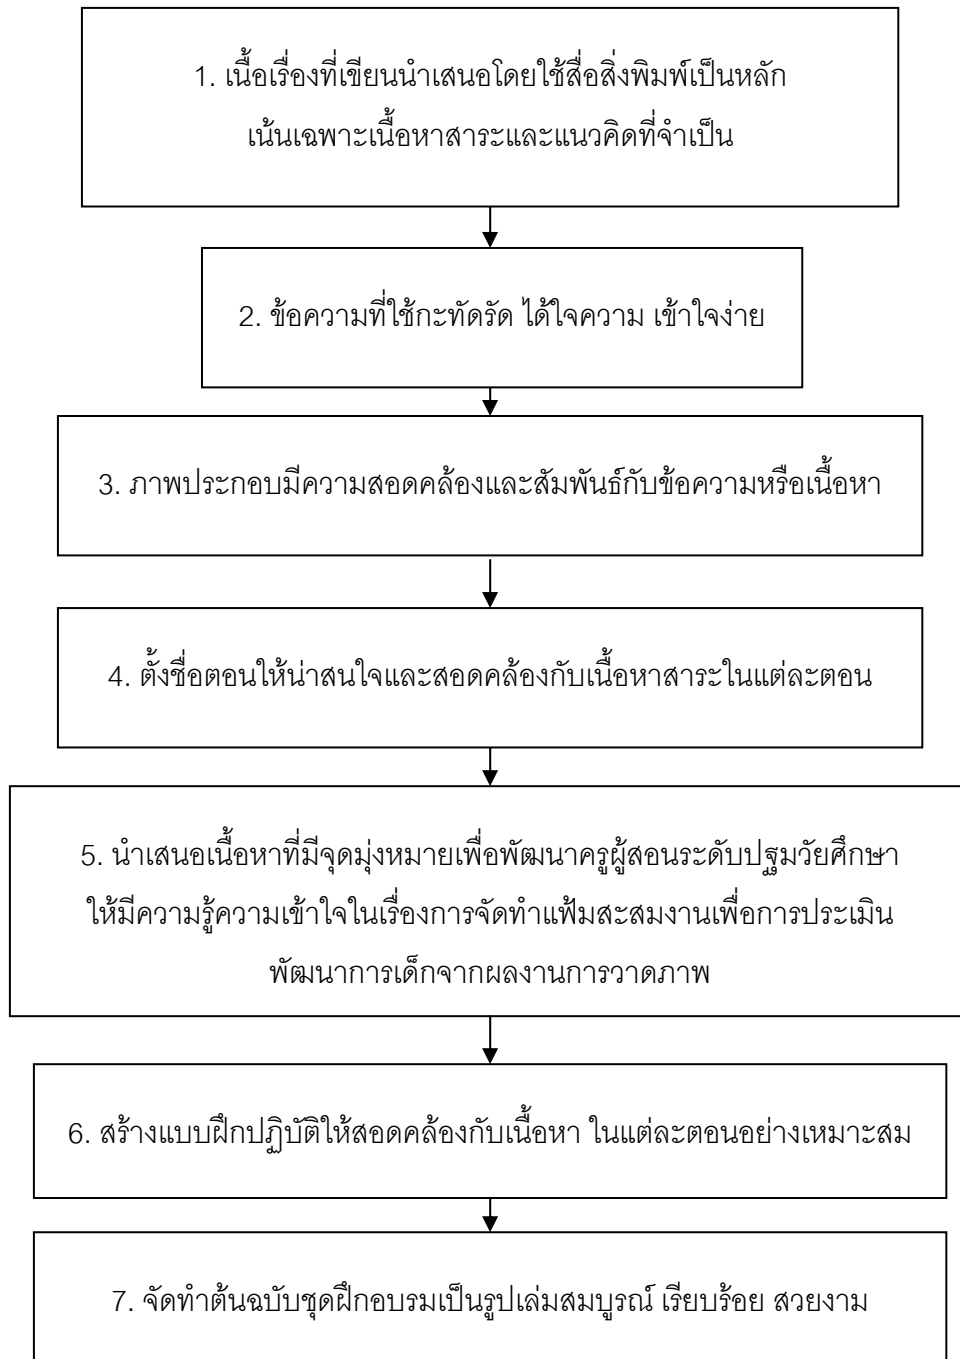 1. เนื้อเรื่องที่เขียนนำเสนอโดยใช้สื่อสิ่งพิมพ์เป็นหลัก
เน้นเฉพาะเนื้อหาสาระและแนวคิดที่จำเป็น
2. ข้อความที่ใช้กะทัดรัด ได้ใจความ เข้าใจง่าย
3. ภาพประกอบมีความสอดคล้องและสัมพันธ์กับข้อความหรือเนื้อหา
4. ตั้งชื่อตอนให้น่าสนใจและสอดคล้องกับเนื้อหาสาระในแต่ละตอน
5. นำเสนอเนื้อหาที่มีจุดมุ่งหมายเพื่อพัฒนาครูผู้สอนระดับปฐมวัยศึกษา
ให้มีความรู้ความเข้าใจในเรื่องการจัดทำแฟ้มสะสมงานเพื่อการประเมิน
พัฒนาการเด็กจากผลงานการวาดภาพ
6. สร้างแบบฝึกปฏิบัติให้สอดคล้องกับเนื้อหา ในแต่ละตอนอย่างเหมาะสม
7. จัดทำต้นฉบับชุดฝึกอบรมเป็นรูปเล่มสมบูรณ์ เรียบร้อย สวยงาม